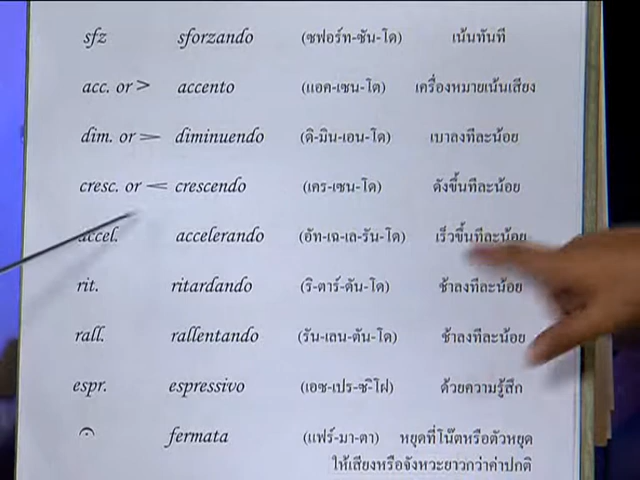 sfz sforzando (ซฟอร์ท-ซัน-โด) เน้นทันที
acc. or > accento (แอค-เซน-โด) เครื่องหมายเน้นเสียง
dim. or > diminuendo (ดิ-มิน-เอน-โด) เบาลงทีละน้อย
cresc. or < crescendo (เคร-เซน-โด) ดังขึ้นทีละน้อย
accel. accelerando (อัท-เฉ-เล-รัน-โด) เร็วขึ้นทีละน้อย
rit. ritardando (ริ-ตาร์-ดัน-โด) ช้าลงทีละน้อย
rall. rallentando (รัน-เลน-ตัน-โด) ช้าลงทีละน้อย
espr. espressivo (เอซ-เปร-ซิ-โฝ) ด้วยความรู้สึก
𝄐 fermata (แฟร์-มา-ตา) หยุดที่โน๊ตหรือตัวหยุด
ให้เสียงหรือจังหวะยาวกว่าค่าปกติ